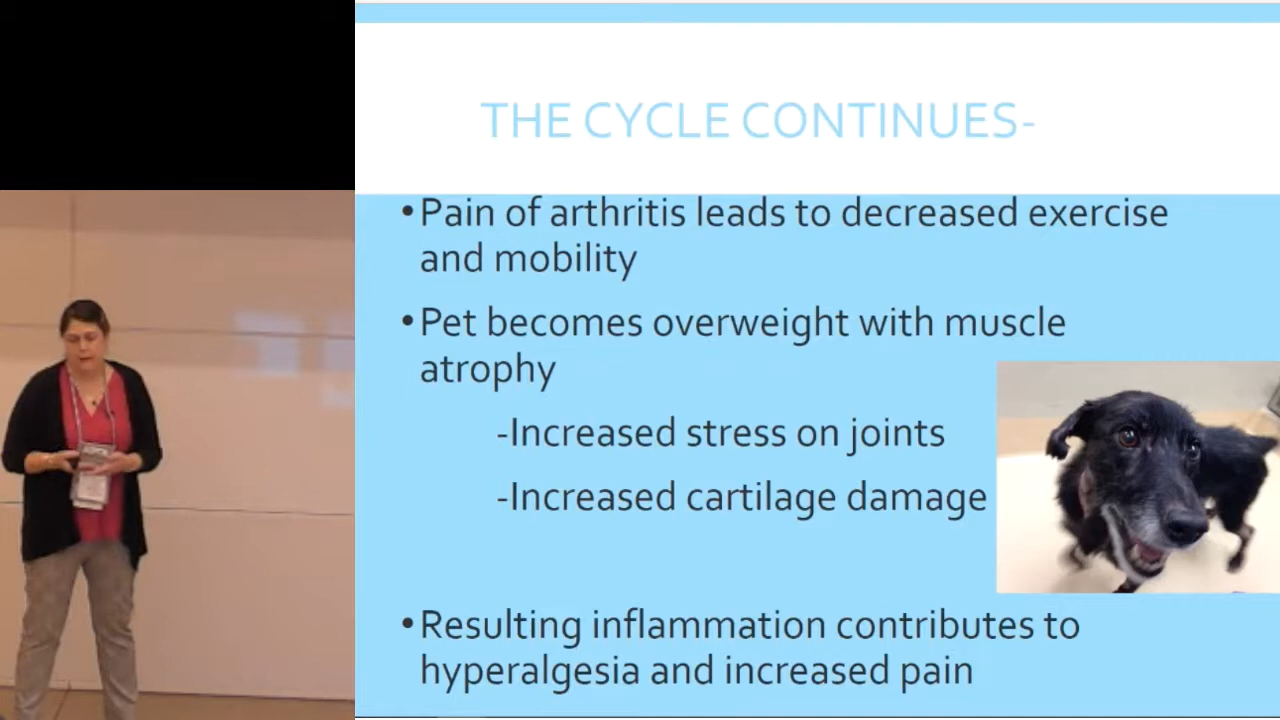 THE CYCLE CONTINUES-
•Pain of arthritis leads to decreased exercise
and mobility
•Pet becomes overweight with muscle
atrophy
-Increased stress on joints
-Increased cartilage damage
•Resulting inflammation contributes to
hyperalgesia and increased pain